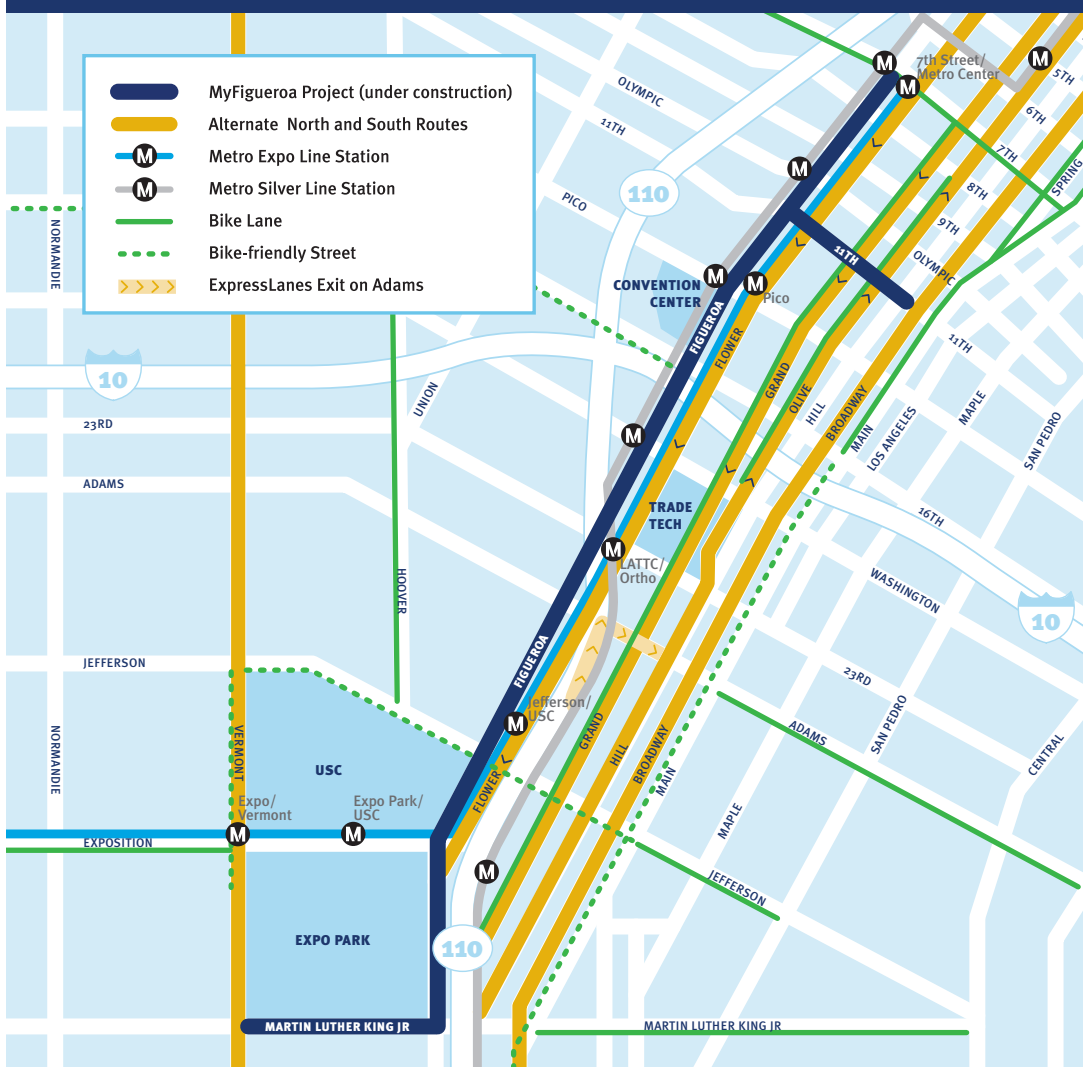 MyFigueroa Project (under construction)
Alternate North and South Routes
M
Metro Expo Line Station
M
Metro Silver Line Station
Bike Lane
Bike-friendly Street
ExpressLanes Exit on Adams
M
7th Street/
Metro Center
M
M
5TH
6TH
7TH
8TH
9TH
OLYMPIC
SPRING
OLYMPIC
11TH
PICO
110
M
11TH
NORMANDIE
CONVENTION
CENTER
M
M
Pico
FIGUEROA
FLOWER
GRAND
OLIVE
HILL
BROADWAY
MAIN
LOS ANGELES
MAPLE
SAN PEDRO
11TH
10
UNION
23RD
ADAMS
M
TRADE
TECH
16TH
M
LATTC/
Ortho
WASHINGTON
10
HOOVER
JEFFERSON
FIGUEROA
23RD
Jefferson/
USC
M
ADAMS
SAN PEDRO
CENTRAL
NORMANDIE
VERMONT
USC
FLOWER
GRAND
HILL
BROADWAY
MAIN
MAPLE
Expo/
Vermont
M
Expo Park/
USC
M
EXPOSITION
M
JEFFERSON
EXPO PARK
110
MARTIN LUTHER KING JR
MARTIN LUTHER KING JR